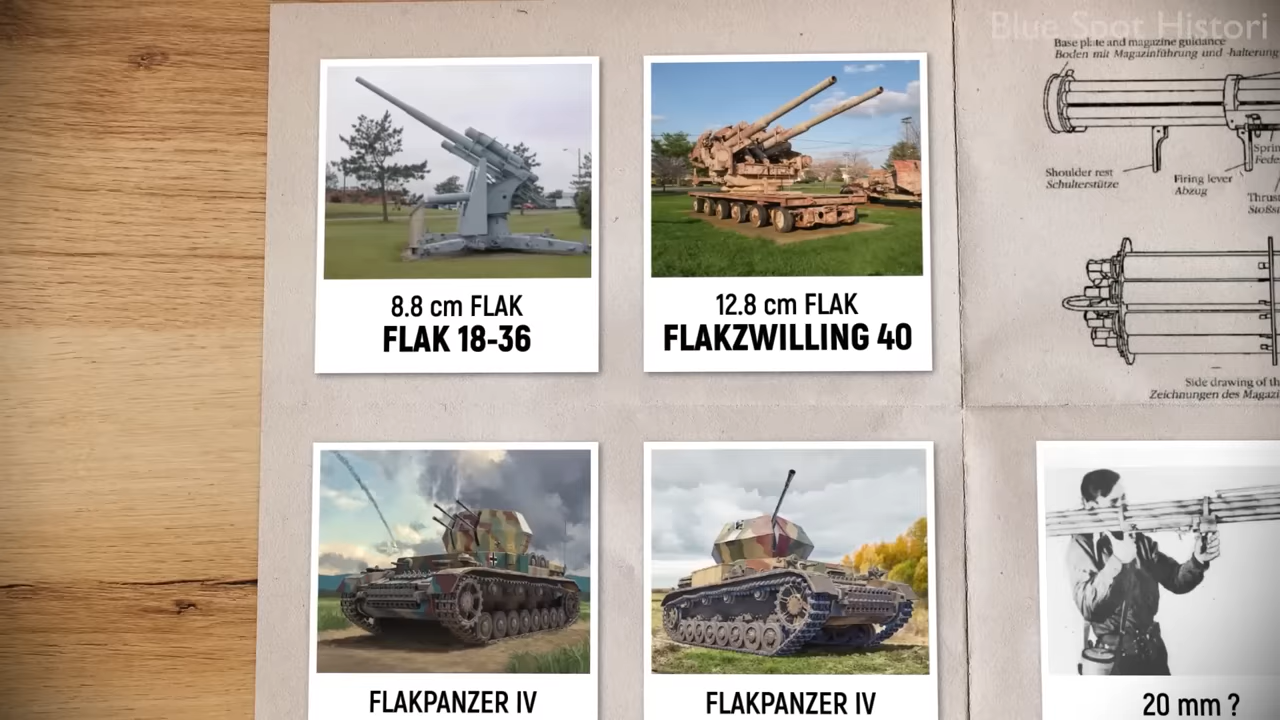 Blue Spot Histori
Base plate and magazine guidance
Boden mit Magazinführung und -halterung
Shoulder rest
Schulterstütze
Firing lever
Abzug
Side drawing of th
Zeichnungen des Magazi
8.8 cm FLAK
FLAK 18-36
12.8 cm FLAK
FLAKZWILLING 40
FLAKPANZER IV
FLAKPANZER IV
20 mm ?